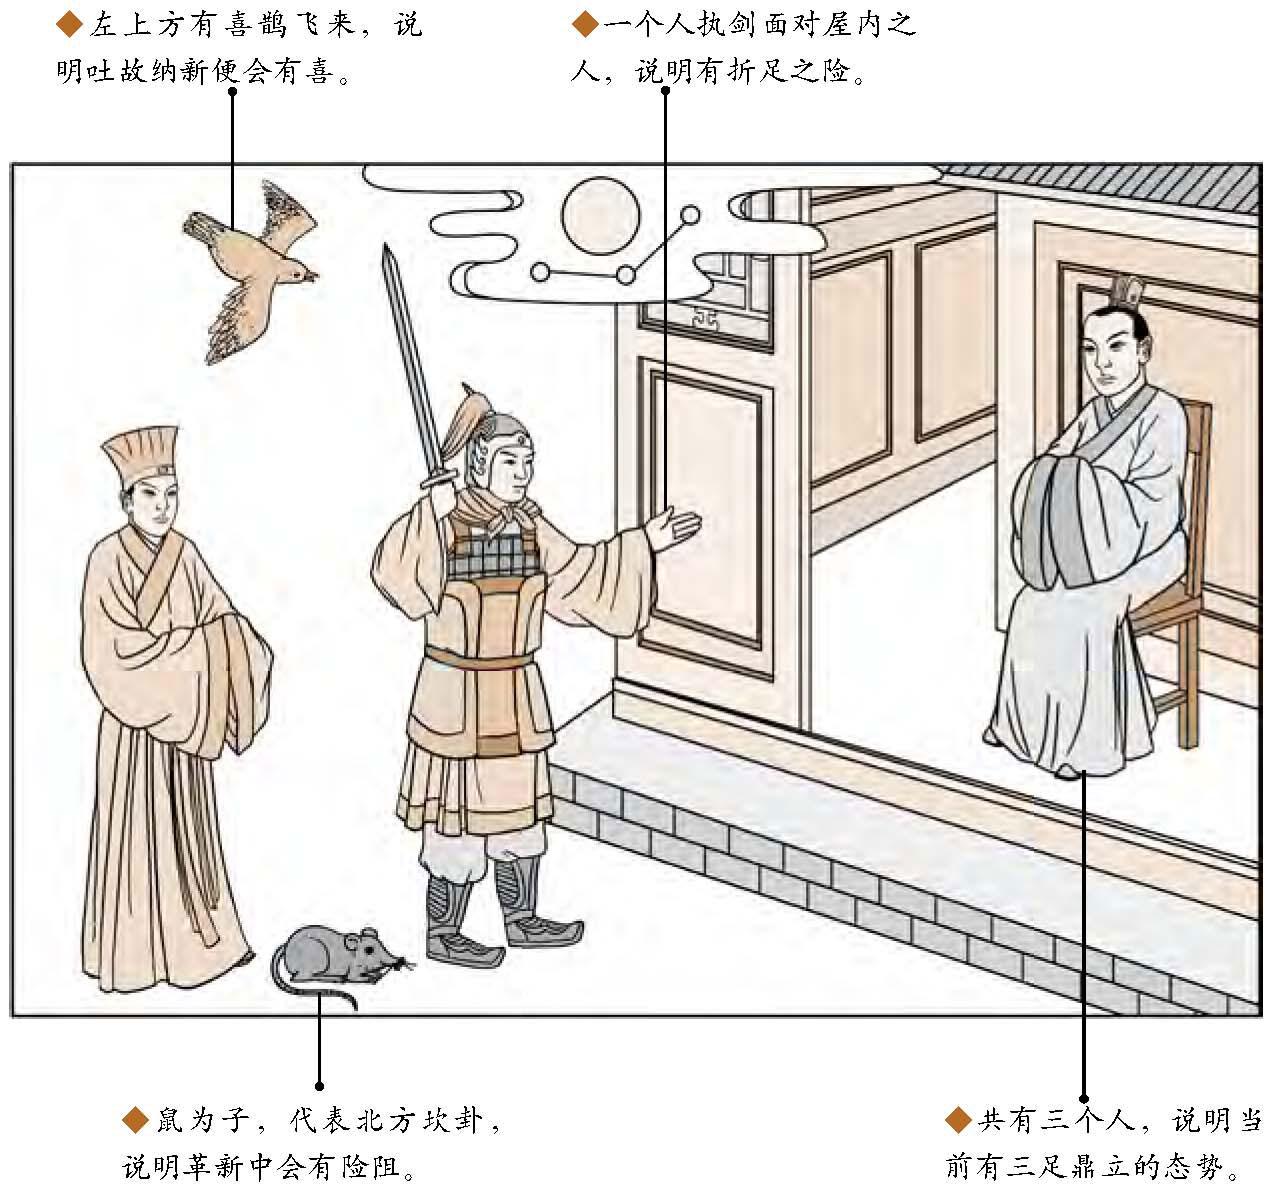 ◆左上方有喜鹊飞来，说
明吐故纳新便会有喜。
◆一个人执剑面对屋内之
人，说明有折足之险。
◆鼠为子，代表北方坎卦，
说明革新中会有险阻。
◆共有三个人，说明当
前有三足鼎立的态势。